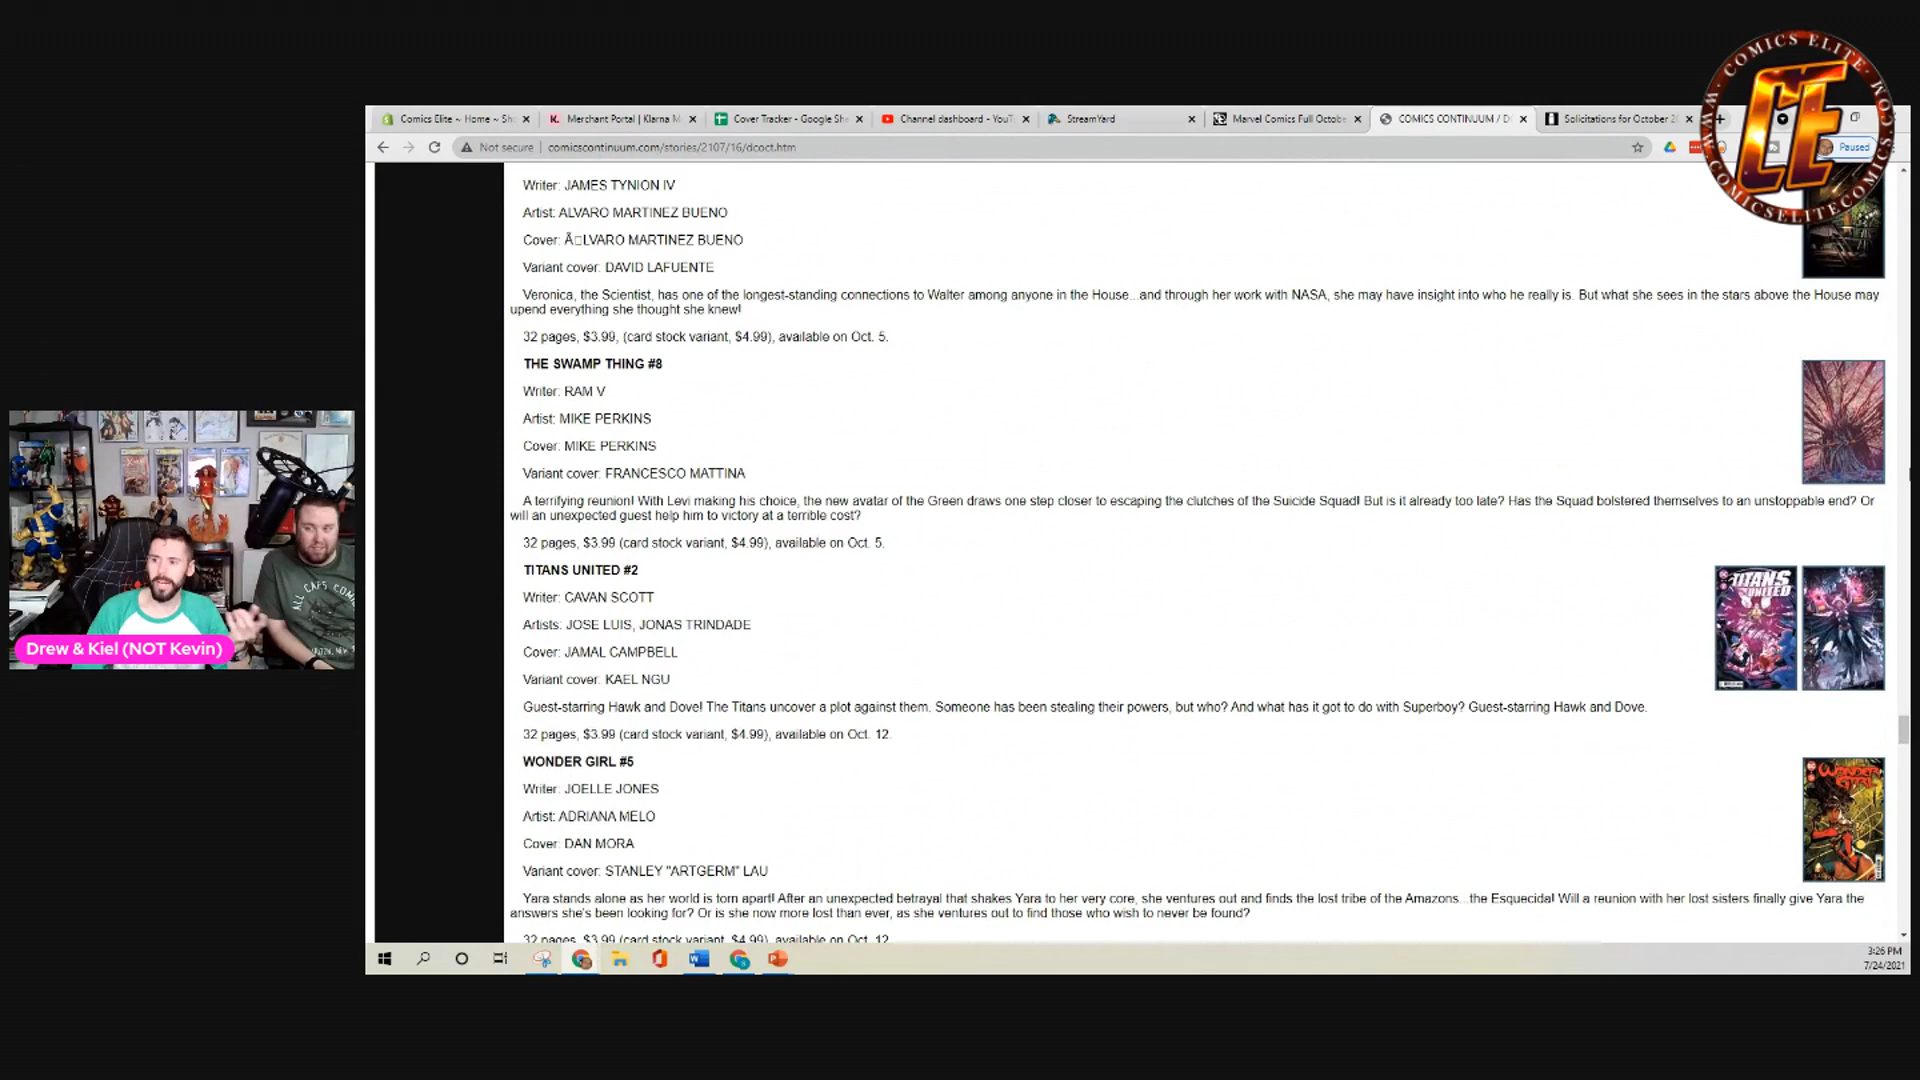 Comics Elite ~ Home ~ Sh
Merchant Portal | Klarna M
Cover Tracker - Google She
Channel dashboard - YouT
StreamYard
Marvel Comics Full Octobe
COMICS CONTINUUM / D
Solicitations for October 2
Not secure | comicscontinuum.com/stories/2107/16/dcoct.htm
Paused
· COMICS ELITE ·
WWW.COMICSELITECOMICS.COM
CE
Writer: JAMES TYNION IV
Artist: ALVARO MARTINEZ BUENO
Cover: Ã□LVARO MARTINEZ BUENO
Variant cover: DAVID LAFUENTE
Veronica, the Scientist, has one of the longest-standing connections to Walter among anyone in the House...and through her work with NASA, she may have insight into who he really is. But what she sees in the stars above the House may
upend everything she thought she knew!
32 pages, $3.99, (card stock variant, $4.99), available on Oct. 5.
THE SWAMP THING #8
Writer: RAM V
Artist: MIKE PERKINS
Cover: MIKE PERKINS
Variant cover: FRANCESCO MATTINA
A terrifying reunion! With Levi making his choice, the new avatar of the Green draws one step closer to escaping the clutches of the Suicide Squad! But is it already too late? Has the Squad bolstered themselves to an unstoppable end? Or
will an unexpected guest help him to victory at a terrible cost?
32 pages, $3.99 (card stock variant, $4.99), available on Oct. 5.
TITANS UNITED #2
Writer: CAVAN SCOTT
Artists: JOSE LUIS, JONAS TRINDADE
Cover: JAMAL CAMPBELL
Variant cover: KAEL NGU
Guest-starring Hawk and Dove! The Titans uncover a plot against them. Someone has been stealing their powers, but who? And what has it got to do with Superboy? Guest-starring Hawk and Dove.
32 pages, $3.99 (card stock variant, $4.99), available on Oct. 12.
TITANS
UNITED
WONDER GIRL #5
Writer: JOELLE JONES
Artist: ADRIANA MELO
Cover: DAN MORA
Variant cover: STANLEY "ARTGERM" LAU
Yara stands alone as her world is torn apart! After an unexpected betrayal that shakes Yara to her very core, she ventures out and finds the lost tribe of the Amazons...the Esquecida! Will a reunion with her lost sisters finally give Yara the
answers she's been looking for? Or is she now more lost than ever, as she ventures out to find those who wish to never be found?
32 pages, $3.99 (card stock variant, $4.99), available on Oct. 12.
WONDER
GIRL
ALL CAPS COMI
Drew & Kiel (NOT Kevin)
3:26 PM
7/24/2021